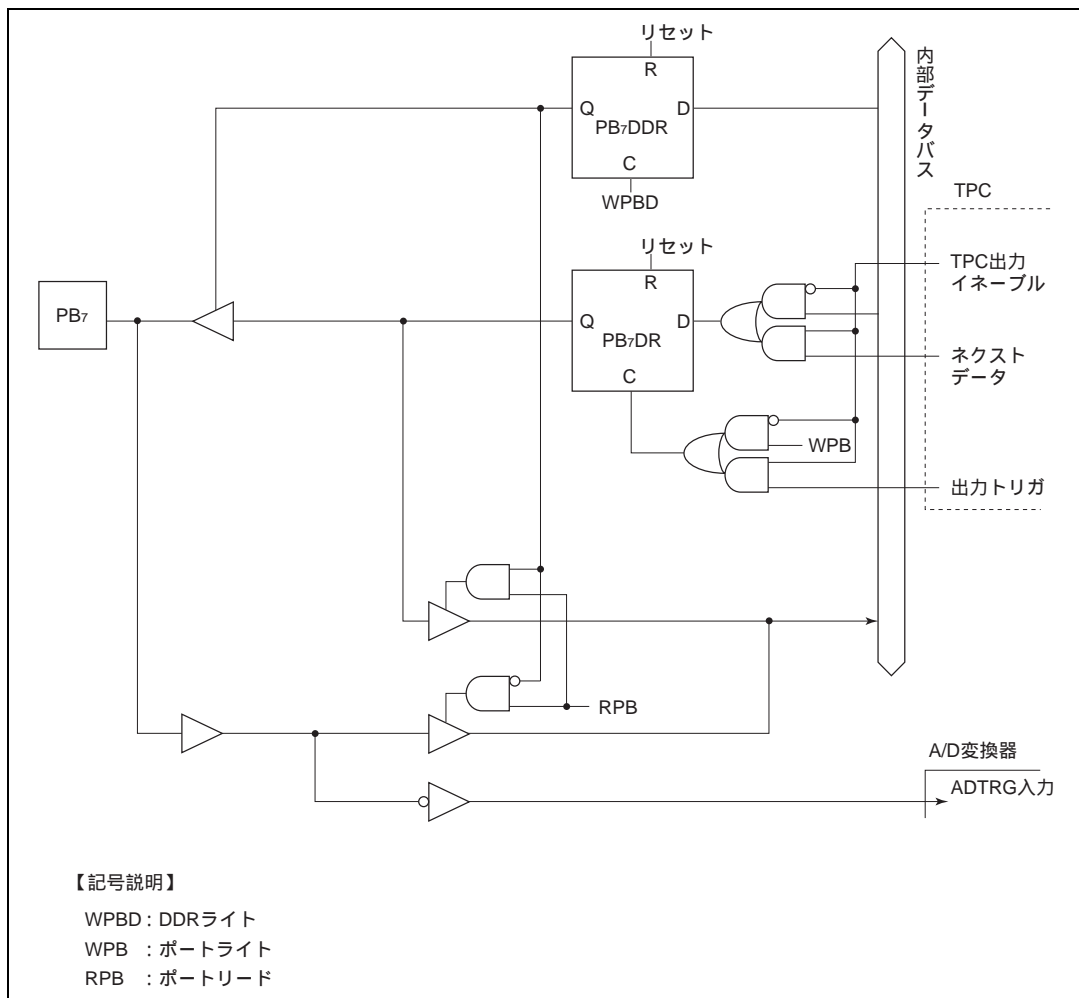 リセット
R
Q
D
PB7DDR
C
WPBD
内部データバス
TPC
リセット
R
Q
D
PB7DR
C
PB7
TPC出力
イネーブル
ネクスト
データ
WPB
出力トリガ
RPB
A/D変換器
ADTRG入力
【記号説明】
WPBD : DDRライト
WPB : ポートライト
RPB : ポートリード